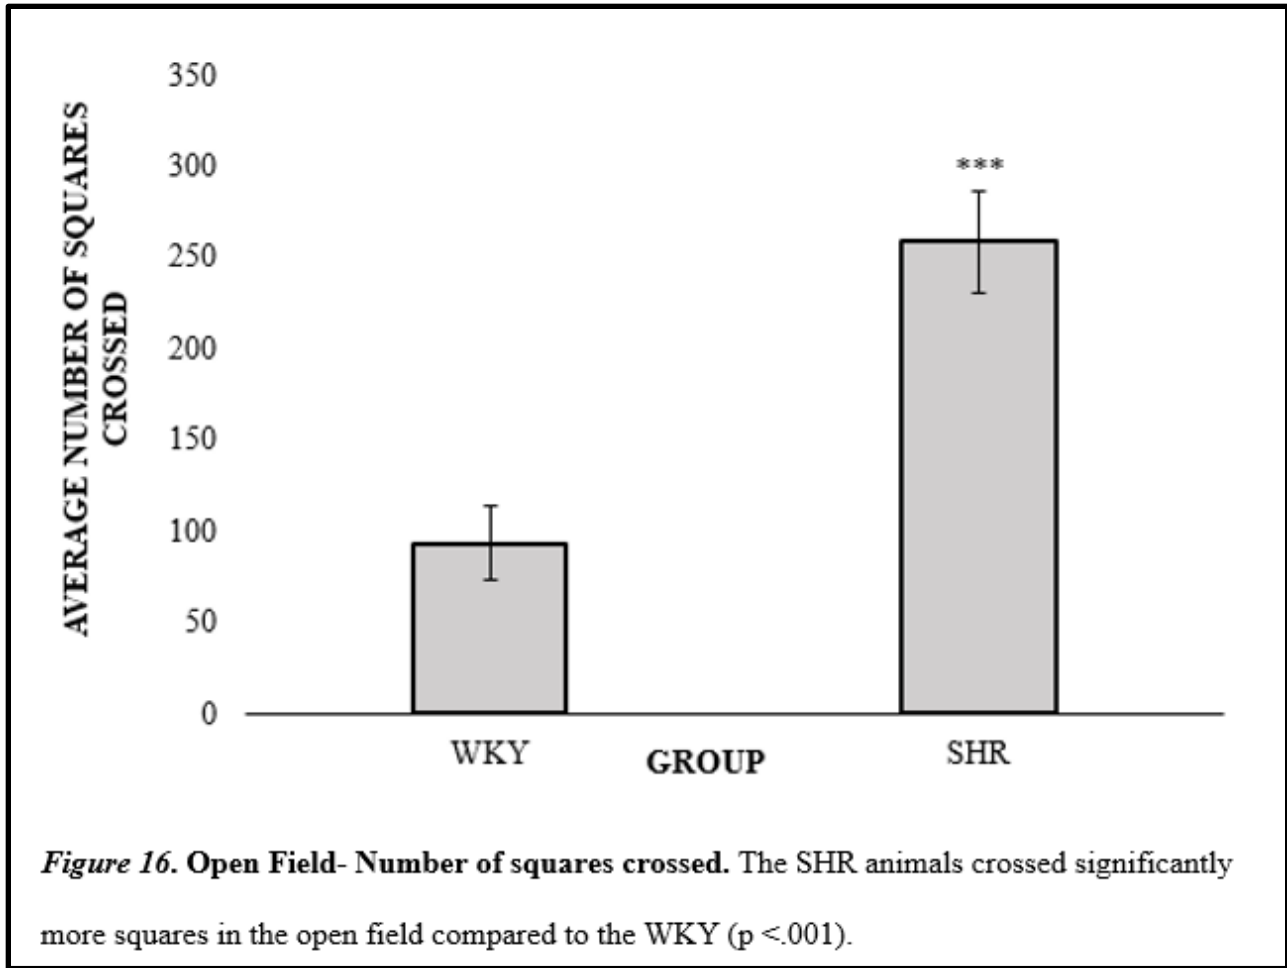 350
300
250
200
150
100
50
0
AVERAGE NUMBER OF SQUARES
CROSSED
***
WKY
GROUP
SHR
Figure 16. Open Field- Number of squares crossed. The SHR animals crossed significantly
more squares in the open field compared to the WKY (p <.001).